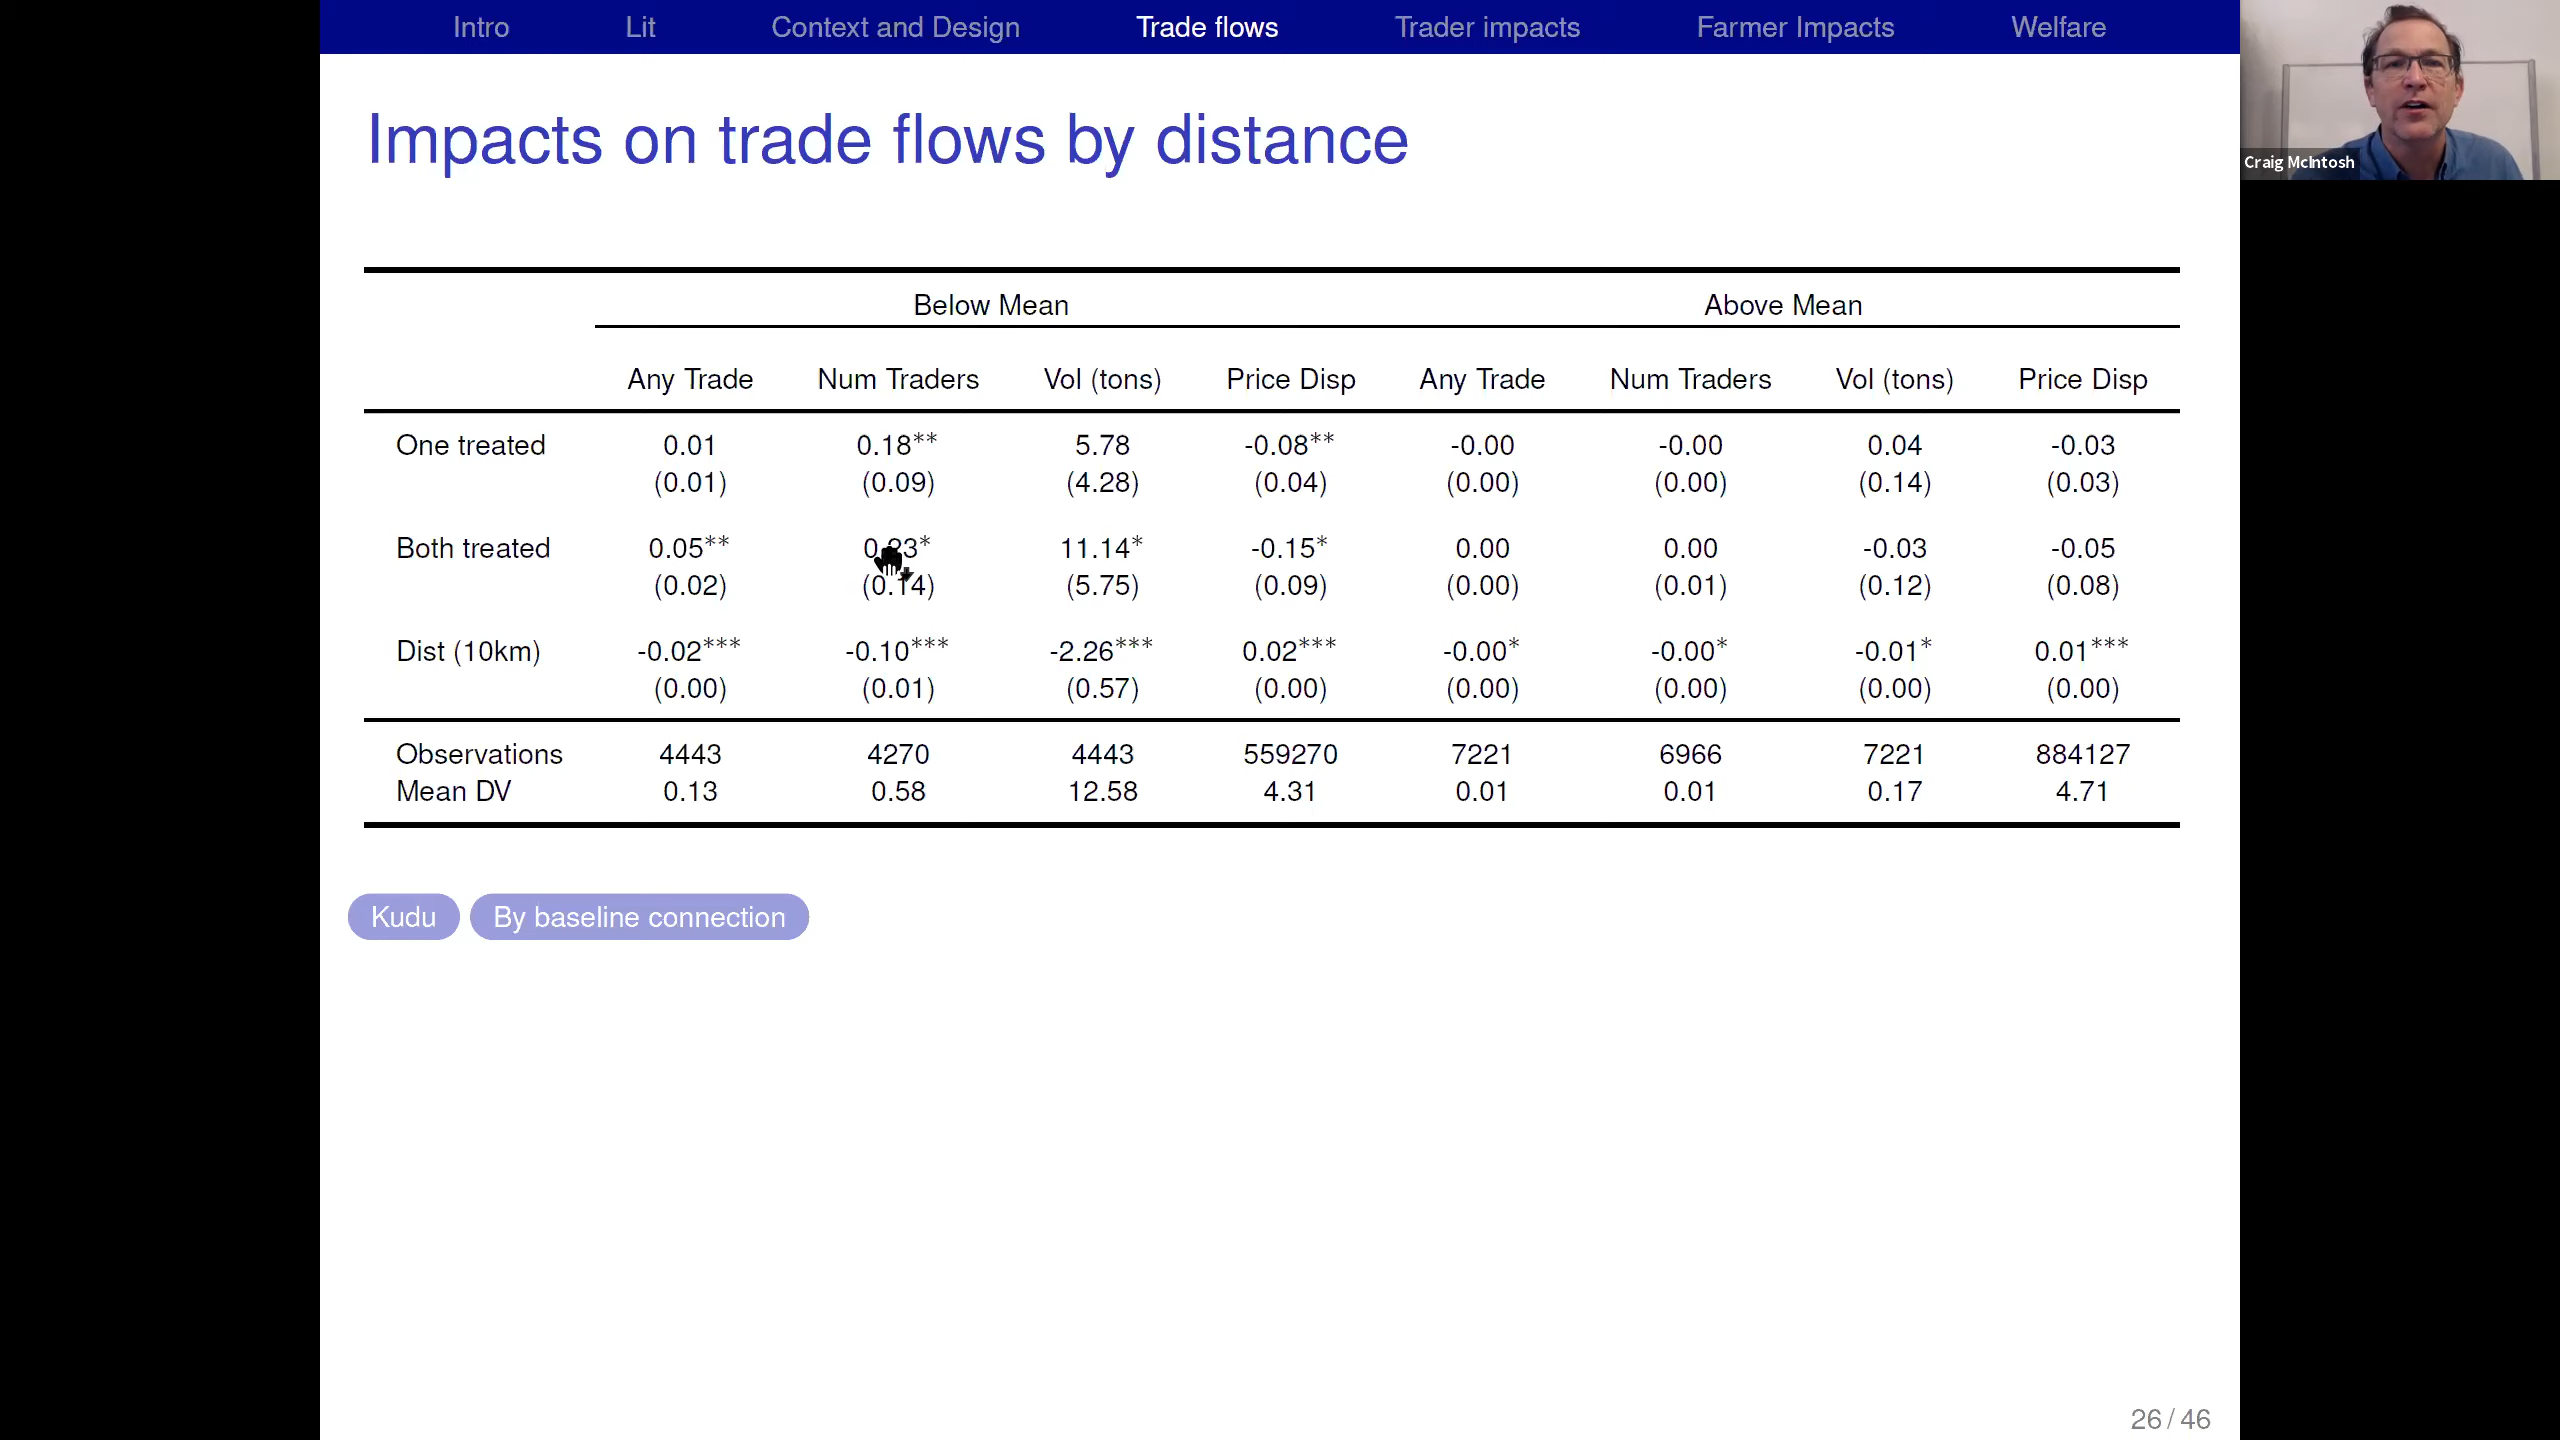 Intro Lit Context and Design Trade flows Trader impacts Farmer Impacts Welfare
Craig McIntosh
Impacts on trade flows by distance
Below Mean Above Mean
Any Trade Num Traders Vol (tons) Price Disp Any Trade Num Traders Vol (tons) Price Disp
One treated 0.01 0.18** 5.78 -0.08** -0.00 -0.00 0.04 -0.03
(0.01) (0.09) (4.28) (0.04) (0.00) (0.00) (0.14) (0.03)
Both treated 0.05** 0.23* 11.14* -0.15* 0.00 0.00 -0.03 -0.05
(0.02) (0.14) (5.75) (0.09) (0.00) (0.01) (0.12) (0.08)
Dist (10km) -0.02*** -0.10*** -2.26*** 0.02*** -0.00* -0.00* -0.01* 0.01***
(0.00) (0.01) (0.57) (0.00) (0.00) (0.00) (0.00) (0.00)
Observations 4443 4270 4443 559270 7221 6966 7221 884127
Mean DV 0.13 0.58 12.58 4.31 0.01 0.01 0.17 4.71
Kudu By baseline connection
26 / 46